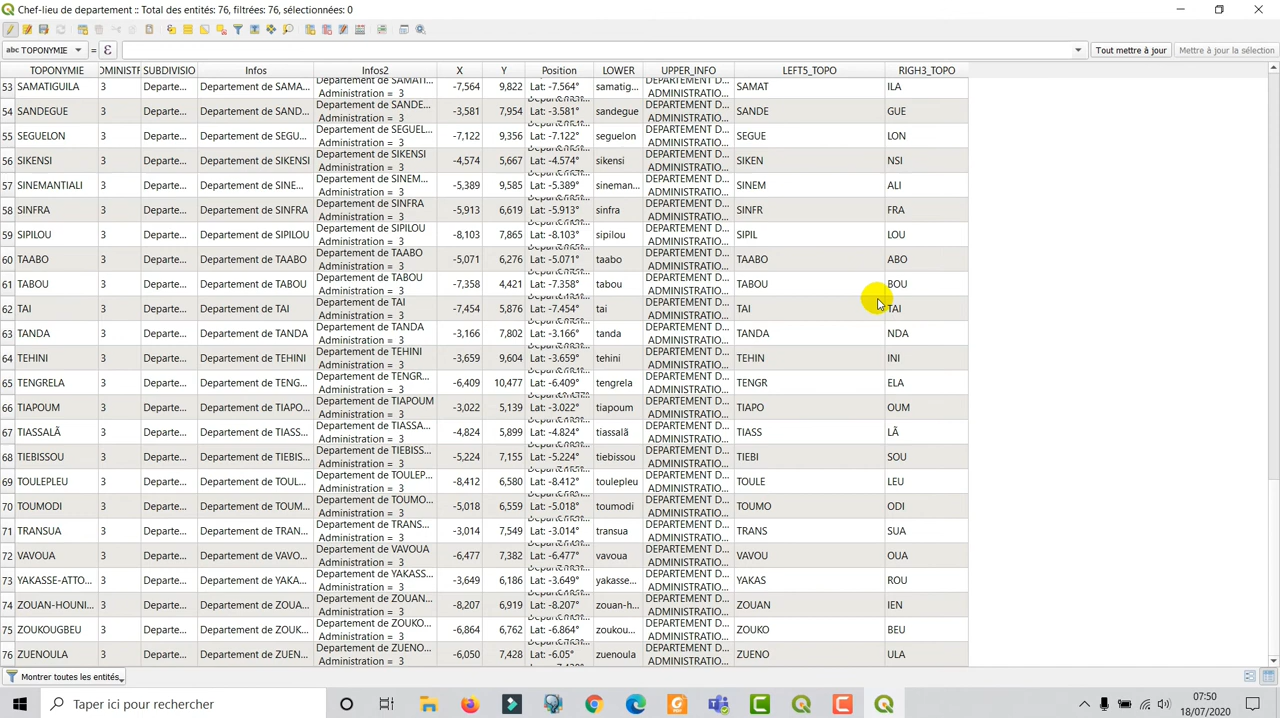 Chef-lieu de departement :: Total des entités: 76, filtrées: 76, sélectionnées: 0
abc TOPONYMIE = ε Tout mettre à jour Mettre à jour la sélection
TOPONYMIE DMINISTR SUBDIVISIO Infos Infos2 X Y Position LOWER UPPER_INFO LEFT5_TOPO RIGH3_TOPO
53 SAMATIGUILA 3 Departe... Departement de SAMA... Departement de SAMATI... Administration = 3 -7,564 9,822 Lat: -7.564° samatig... DEPARTEMENT D... ADMINISTRATIO... SAMAT ILA
54 SANDEGUE 3 Departe... Departement de SAND... Departement de SANDE... Administration = 3 -3,581 7,954 Lat: -3.581° sandegue DEPARTEMENT D... ADMINISTRATIO... SANDE GUE
55 SEGUELON 3 Departe... Departement de SEGU... Departement de SEGUEL... Administration = 3 -7,122 9,356 Lat: -7.122° seguelon DEPARTEMENT D... ADMINISTRATIO... SEGUE LON
56 SIKENSI 3 Departe... Departement de SIKENSI Departement de SIKENSI Administration = 3 -4,574 5,667 Lat: -4.574° sikensi DEPARTEMENT D... ADMINISTRATIO... SIKEN NSI
57 SINEMANTIALI 3 Departe... Departement de SINE... Departement de SINEM... Administration = 3 -5,389 9,585 Lat: -5.389° sineman... DEPARTEMENT D... ADMINISTRATIO... SINEM ALI
58 SINFRA 3 Departe... Departement de SINFRA Departement de SINFRA Administration = 3 -5,913 6,619 Lat: -5.913° sinfra DEPARTEMENT D... ADMINISTRATIO... SINFR FRA
59 SIPILOU 3 Departe... Departement de SIPILOU Departement de SIPILOU Administration = 3 -8,103 7,865 Lat: -8.103° sipilou DEPARTEMENT D... ADMINISTRATIO... SIPIL LOU
60 TAABO 3 Departe... Departement de TAABO Departement de TAABO Administration = 3 -5,071 6,276 Lat: -5.071° taabo DEPARTEMENT D... ADMINISTRATIO... TAABO ABO
61 TABOU 3 Departe... Departement de TABOU Departement de TABOU Administration = 3 -7,358 4,421 Lat: -7.358° tabou DEPARTEMENT D... ADMINISTRATIO... TABOU BOU
62 TAI 3 Departe... Departement de TAI Departement de TAI Administration = 3 -7,454 5,876 Lat: -7.454° tai DEPARTEMENT D... ADMINISTRATIO... TAI TAI
63 TANDA 3 Departe... Departement de TANDA Departement de TANDA Administration = 3 -3,166 7,802 Lat: -3.166° tanda DEPARTEMENT D... ADMINISTRATIO... TANDA NDA
64 TEHINI 3 Departe... Departement de TEHINI Departement de TEHINI Administration = 3 -3,659 9,604 Lat: -3.659° tehini DEPARTEMENT D... ADMINISTRATIO... TEHIN INI
65 TENGRELA 3 Departe... Departement de TENG... Departement de TENGR... Administration = 3 -6,409 10,477 Lat: -6.409° tengrela DEPARTEMENT D... ADMINISTRATIO... TENGR ELA
66 TIAPOUM 3 Departe... Departement de TIAPO... Departement de TIAPOUM Administration = 3 -3,022 5,139 Lat: -3.022° tiapoum DEPARTEMENT D... ADMINISTRATIO... TIAPO OUM
67 TIASSALÃ 3 Departe... Departement de TIASS... Departement de TIASSA... Administration = 3 -4,824 5,899 Lat: -4.824° tiassalã DEPARTEMENT D... ADMINISTRATIO... TIASS LÃ
68 TIEBISSOU 3 Departe... Departement de TIEBIS... Departement de TIEBISS... Administration = 3 -5,224 7,155 Lat: -5.224° tiebissou DEPARTEMENT D... ADMINISTRATIO... TIEBI SOU
69 TOULEPLEU 3 Departe... Departement de TOUL... Departement de TOULEP... Administration = 3 -8,412 6,580 Lat: -8.412° toulepleu DEPARTEMENT D... ADMINISTRATIO... TOULE LEU
70 TOUMODI 3 Departe... Departement de TOUM... Departement de TOUMO... Administration = 3 -5,018 6,559 Lat: -5.018° toumodi DEPARTEMENT D... ADMINISTRATIO... TOUMO ODI
71 TRANSUA 3 Departe... Departement de TRAN... Departement de TRANS... Administration = 3 -3,014 7,549 Lat: -3.014° transua DEPARTEMENT D... ADMINISTRATIO... TRANS SUA
72 VAVOUA 3 Departe... Departement de VAVO... Departement de VAVOUA Administration = 3 -6,477 7,382 Lat: -6.477° vavoua DEPARTEMENT D... ADMINISTRATIO... VAVOU OUA
73 YAKASSE-ATTO... 3 Departe... Departement de YAKA... Departement de YAKASS... Administration = 3 -3,649 6,186 Lat: -3.649° yakasse... DEPARTEMENT D... ADMINISTRATIO... YAKAS ROU
74 ZOUAN-HOUNI... 3 Departe... Departement de ZOUA... Departement de ZOUAN... Administration = 3 -8,207 6,919 Lat: -8.207° zouan-h... DEPARTEMENT D... ADMINISTRATIO... ZOUAN IEN
75 ZOUKOUGBEU 3 Departe... Departement de ZOUK... Departement de ZOUKO... Administration = 3 -6,864 6,762 Lat: -6.864° zoukou... DEPARTEMENT D... ADMINISTRATIO... ZOUKO BEU
76 ZUENOULA 3 Departe... Departement de ZUEN... Departement de ZUENO... Administration = 3 -6,050 7,428 Lat: -6.05° zuenoula DEPARTEMENT D... ADMINISTRATIO... ZUENO ULA
Montrer toutes les entités
Taper ici pour rechercher
07:50
18/07/2020